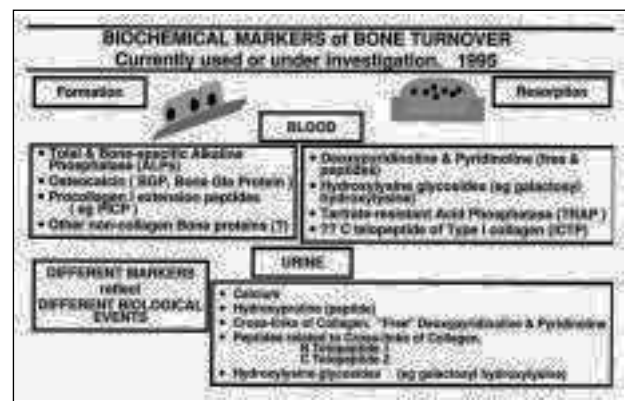 BIOCHEMICAL MARKERS of BONE TURNOVER
Currently used or under investigation. 1995
Formation
Resorption
BLOOD
• Total & Bone-specific Alkaline
Phosphatase (ALPs)
• Osteocalcin ( BGP, Bone-Gla Protein )
• Procollagen I extension peptides
( eg PICP )
• Other non-collagen Bone proteins (?)
• Deoxypyridinoline & Pyridinoline (free &
peptides)
• Hydroxylysine glycosides (eg galactosyl
hydroxylysine)
• Tartrate-resistant Acid Phosphatase (TRAP )
• ?? C telopeptide of Type I collagen (ICTP)
URINE
DIFFERENT MARKERS
reflect
DIFFERENT BIOLOGICAL
EVENTS
• Calcium
• Hydroxyproline (peptide)
• Cross-links of Collagen, "Free" Deoxypyridinoline & Pyridinoline
• Peptides related to Cross-links of Collagen,
N Telopeptide 1
C Telopeptide 2
• Hydroxylysine-glycosides (eg galactosyl hydroxylysine)